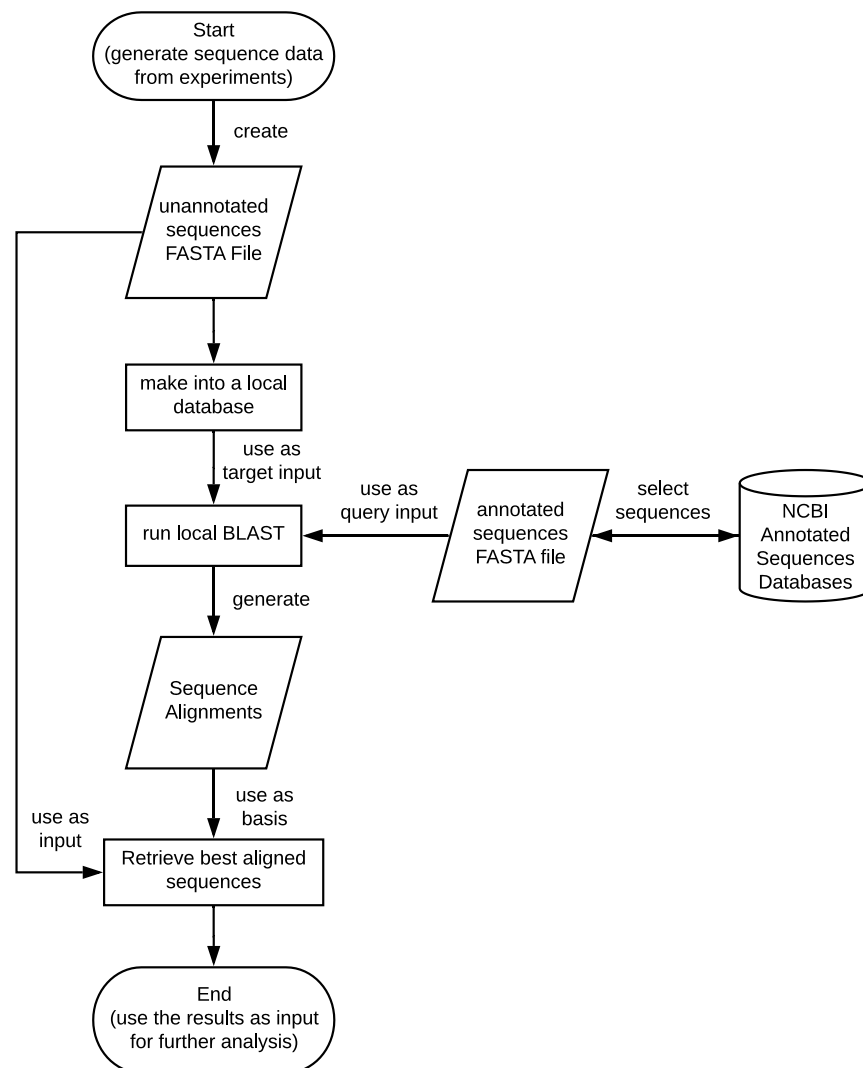 Start
(generate sequence data
from experiments)
create
unannotated
sequences
FASTA File
make into a local
database
use as
target input
run local BLAST
use as
query input
annotated
sequences
FASTA file
select
sequences
NCBI
Annotated
Sequences
Databases
generate
Sequence
Alignments
use as
basis
use as
input
Retrieve best aligned
sequences
End
(use the results as input
for further analysis)